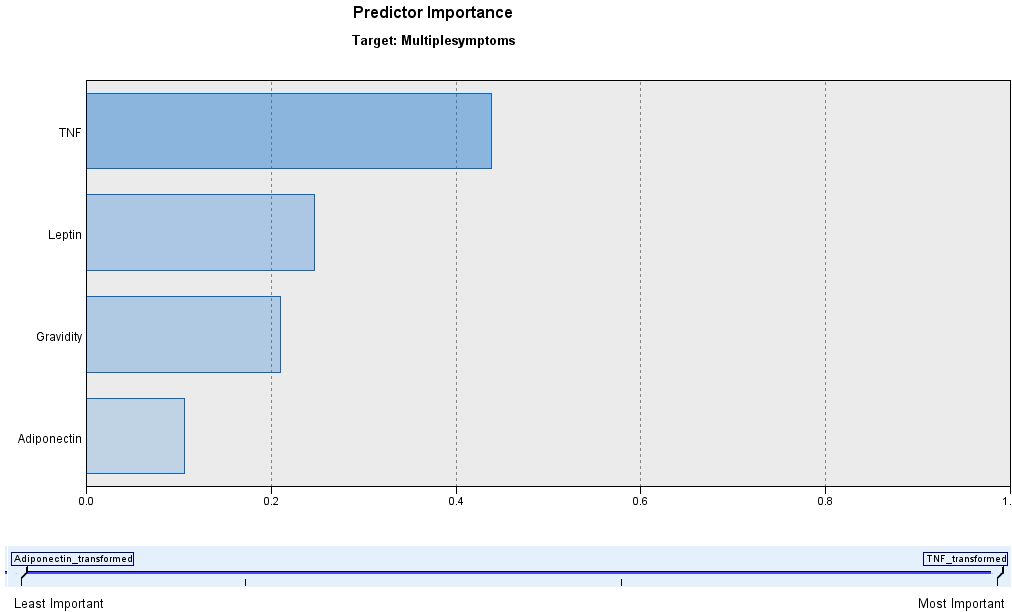 Predictor Importance
Target: Multiplesymptoms
TNF
Leptin
Gravidity
Adiponectin
0.0 0.2 0.4 0.6 0.8 1.
Adiponectin_transformed TNF_transformed
Least Important Most Important